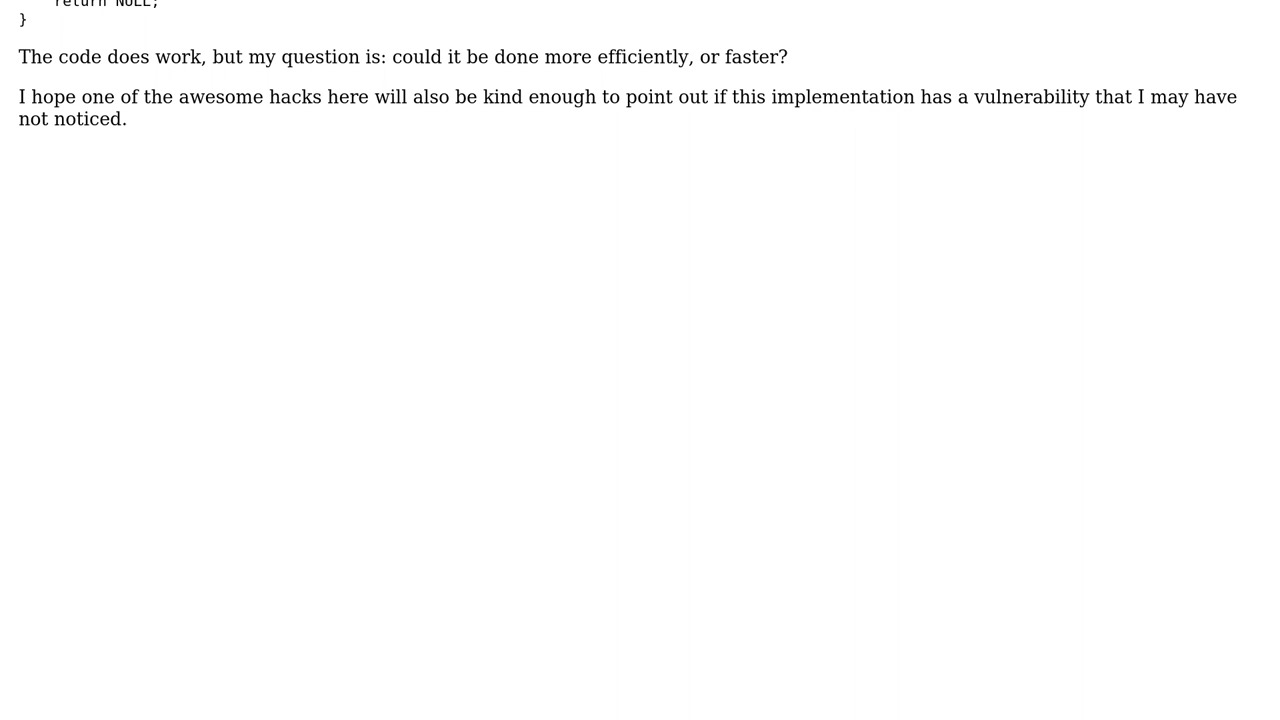 return NULL;
}
The code does work, but my question is: could it be done more efficiently, or faster?
I hope one of the awesome hacks here will also be kind enough to point out if this implementation has a vulnerability that I may have
not noticed.